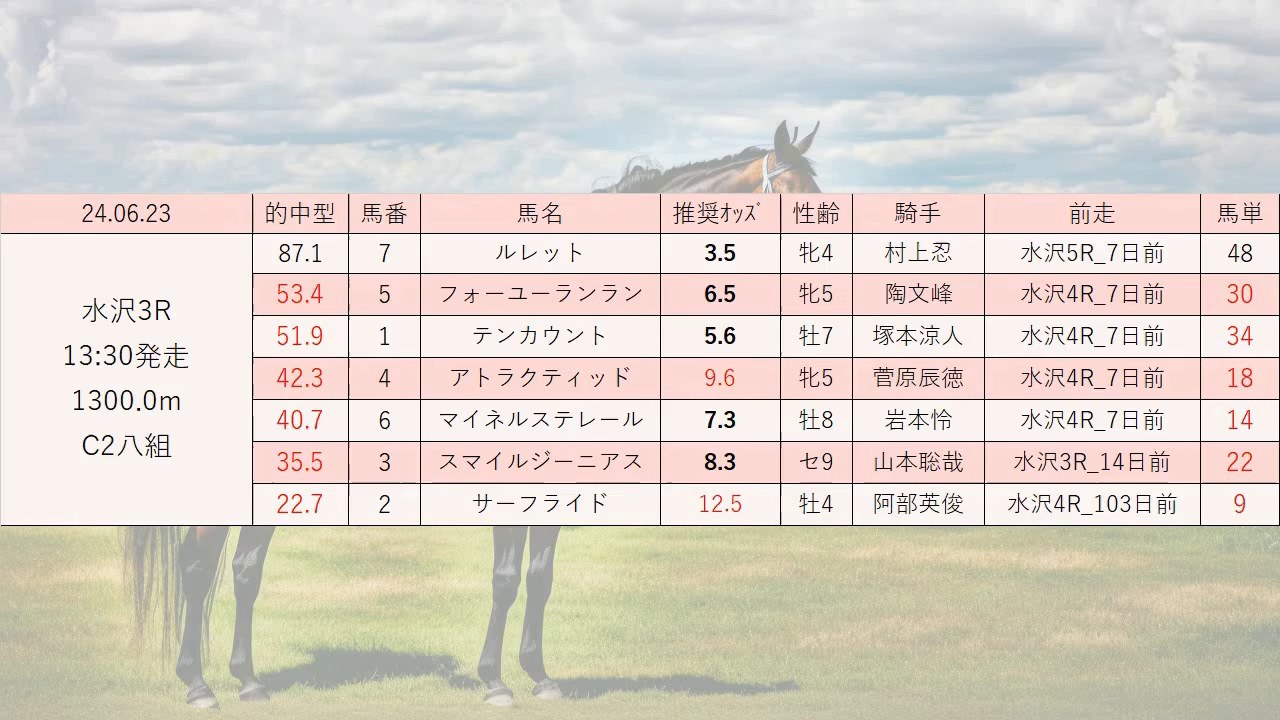 24.06.23 的中型 馬番 馬名 推奨ｵｯｽﾞ 性齢 騎手 前走 馬単
水沢3R
13:30発走
1300.0m
C2八組
87.1 7 ルレット 3.5 牝4 村上忍 水沢5R_7日前 48
53.4 5 フォーユーランラン 6.5 牝5 陶文峰 水沢4R_7日前 30
51.9 1 テンカウント 5.6 牡7 塚本涼人 水沢4R_7日前 34
42.3 4 アトラクティッド 9.6 牝5 菅原辰徳 水沢4R_7日前 18
40.7 6 マイネルステレール 7.3 牡8 岩本怜 水沢4R_7日前 14
35.5 3 スマイルジーニアス 8.3 セ9 山本聡哉 水沢3R_14日前 22
22.7 2 サーフライド 12.5 牡4 阿部英俊 水沢4R_103日前 9